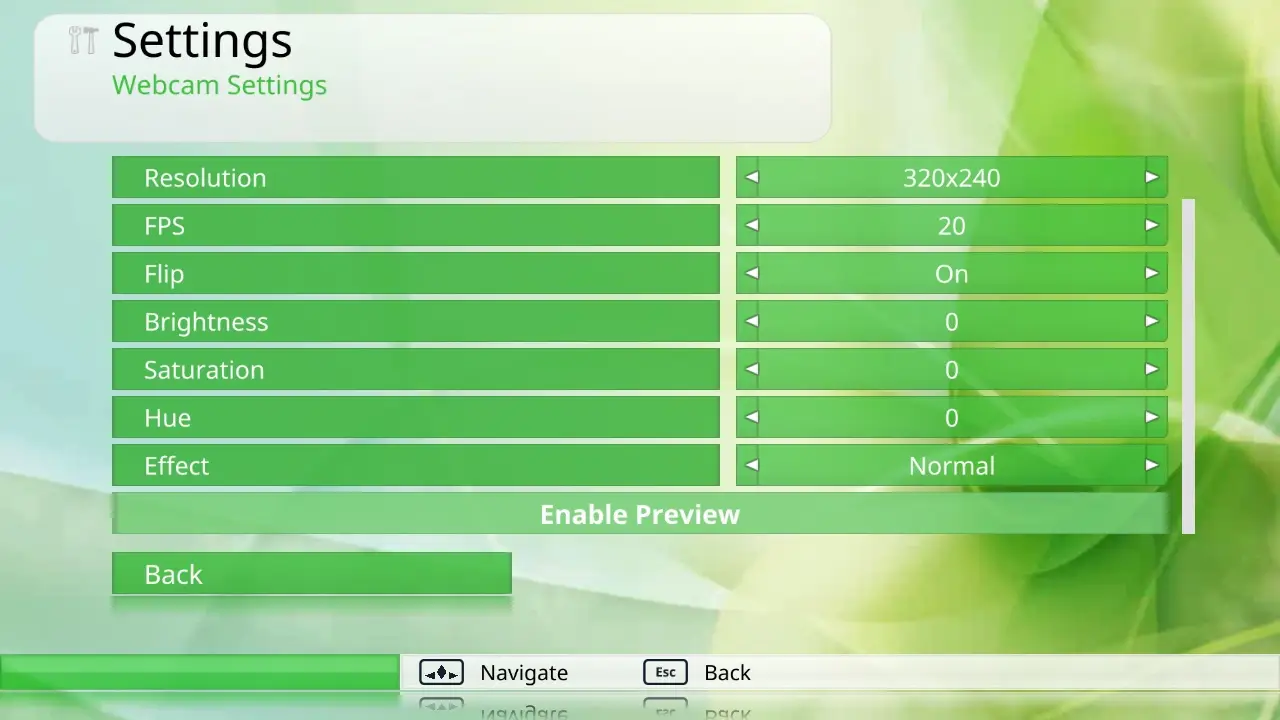 Settings
Webcam Settings
Resolution 320x240
FPS 20
Flip On
Brightness 0
Saturation 0
Hue 0
Effect Normal
Enable Preview
Back
Navigate Esc Back